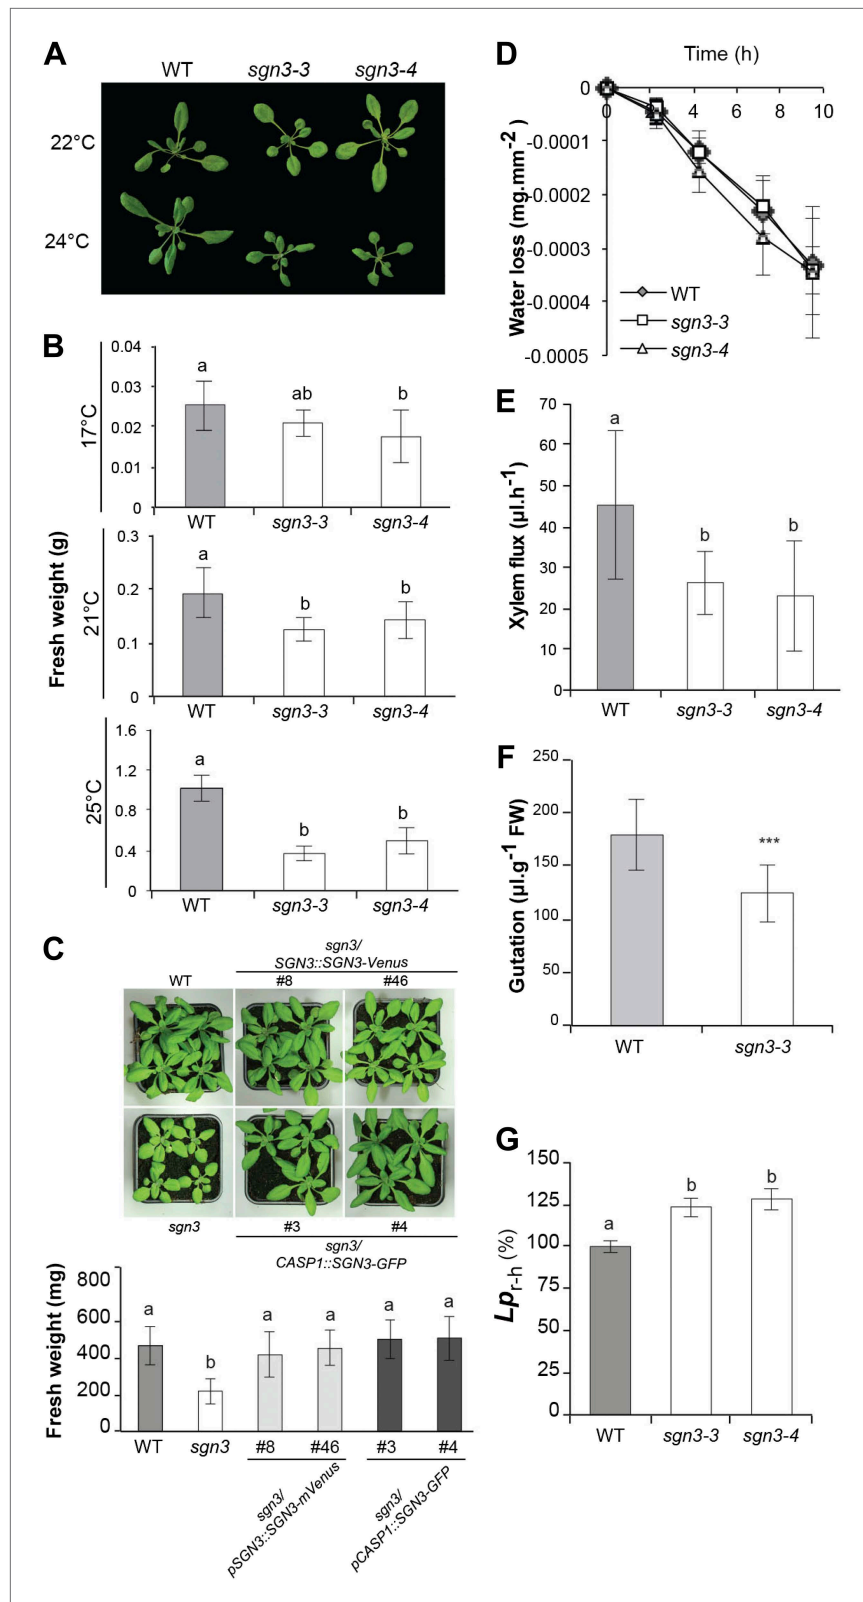 A
WT sgn3-3 sgn3-4
22°C
24°C
B
Fresh weight (g)
17°C
0.04
0.03
0.02
0.01
0
a ab b
WT sgn3-3 sgn3-4
21°C
0.3
0.2
0.1
0
a b b
WT sgn3-3 sgn3-4
25°C
1.6
1.2
0.8
0.4
0
a b b
WT sgn3-3 sgn3-4
C
sgn3/
SGN3::SGN3-Venus
WT #8 #46
sgn3 #3 #4
sgn3/
CASP1::SGN3-GFP
Fresh weight (mg)
800
600
400
200
0
a b a a a a
WT sgn3 #8 #46 #3 #4
sgn3/
pSGN3::SGN3-mVenus
sgn3/
pCASP1::SGN3-GFP
D
Time (h)
0 2 4 6 8 10
Water loss (mg.mm-2)
0
-0.0001
-0.0002
-0.0003
-0.0004
-0.0005
WT
sgn3-3
sgn3-4
E
Xylem flux (µl.h-1)
70
60
50
40
30
20
10
0
a b b
WT sgn3-3 sgn3-4
F
Gutation (µl.g-1 FW)
250
200
150
100
50
0
***
WT sgn3-3
G
Lpr-h (%)
150
125
100
75
50
25
0
a b b
WT sgn3-3 sgn3-4